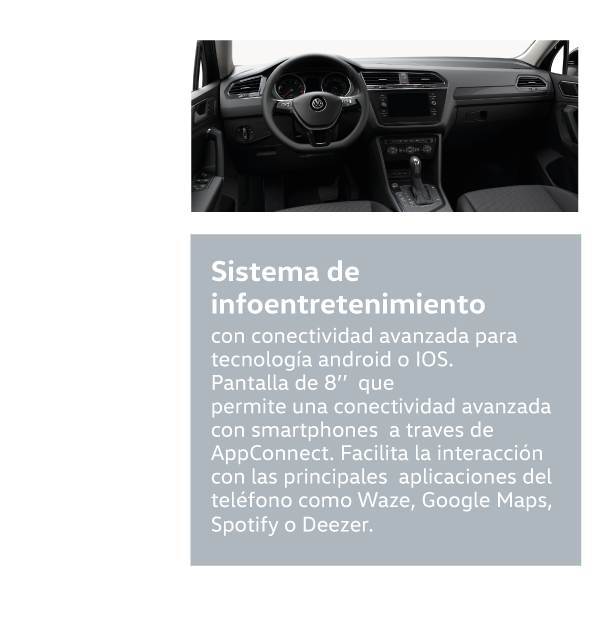 Sistema de
infoentretenimiento
con conectividad avanzada para
tecnología android o IOS.
Pantalla de 8’’  que
permite una conectividad avanzada
con smartphones  a traves de
AppConnect. Facilita la interacción
con las principales  aplicaciones del
teléfono como Waze, Google Maps,
Spotify o Deezer.